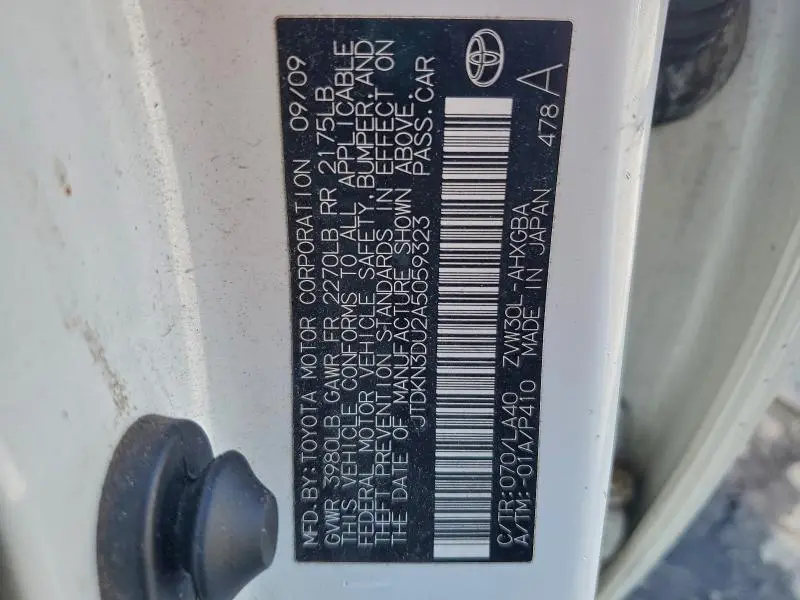 MFD. BY: TOYOTA MOTOR CORPORATION 09/09
GVWR 3980LB GAWR FR 2270LB RR 2175LB
THIS VEHICLE CONFORMS TO ALL APPLICABLE
FEDERAL MOTOR VEHICLE SAFETY, BUMPER, AND
THEFT PREVENTION STANDARDS IN EFFECT ON
THE DATE OF MANUFACTURE SHOWN ABOVE.
JTDKN3DU2A5059323 PASS. CAR
C/TR: 070/LA40 ZVW30L-AHXGBA
A/TM: -01A/P410 MADE IN JAPAN 478 A